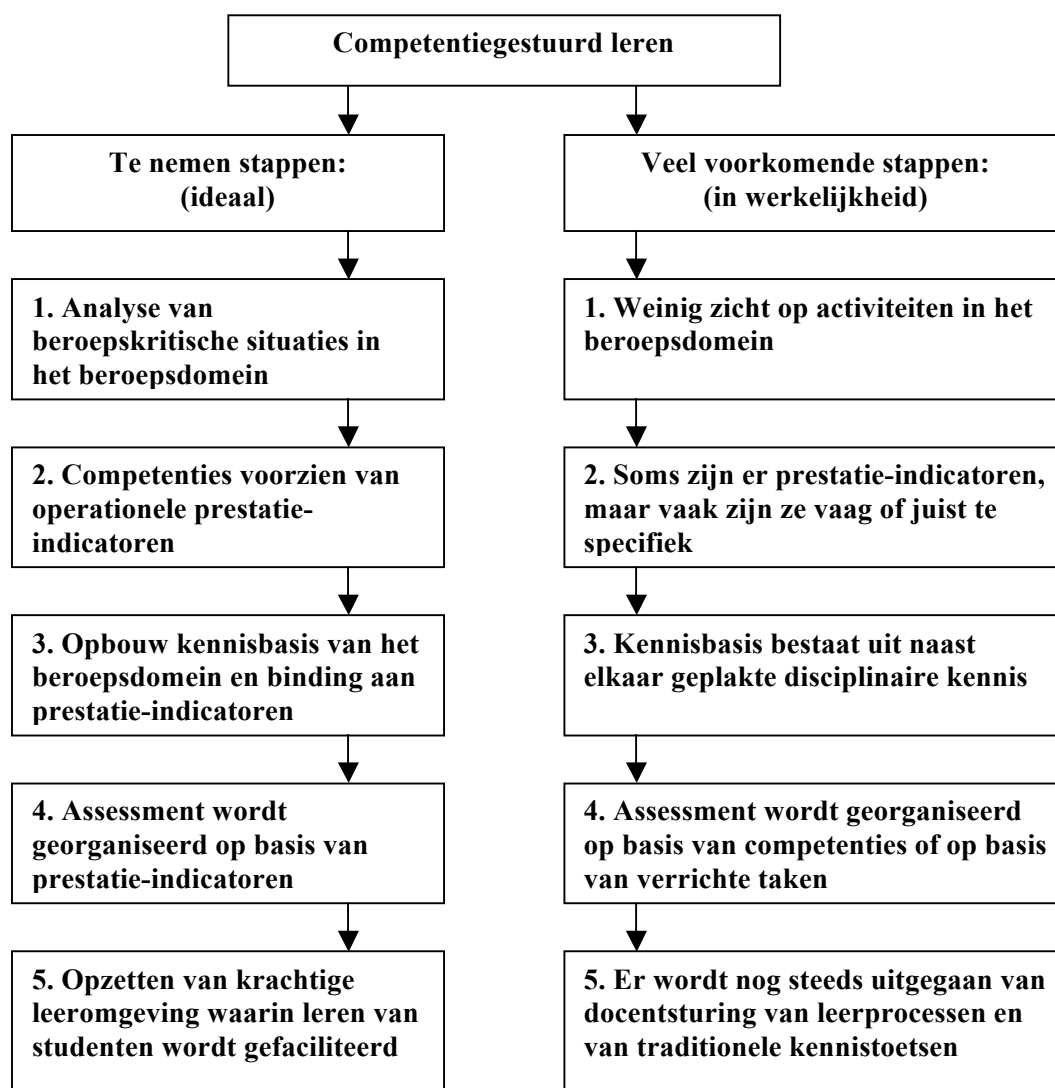 Competentiegestuurd leren
Te nemen stappen:
(ideaal)
1. Analyse van
beroepskritische situaties in
het beroepsdomein
2. Competenties voorzien van
operationele prestatie-
indicatoren
3. Opbouw kennisbasis van het
beroepsdomein en binding aan
prestatie-indicatoren
4. Assessment wordt
georganiseerd op basis van
prestatie-indicatoren
5. Opzetten van krachtige
leeromgeving waarin leren van
studenten wordt gefaciliteerd
Veel voorkomende stappen:
(in werkelijkheid)
1. Weinig zicht op activiteiten in het
beroepsdomein
2. Soms zijn er prestatie-indicatoren,
maar vaak zijn ze vaag of juist te
specifiek
3. Kennisbasis bestaat uit naast
elkaar geplakte disciplinaire kennis
4. Assessment wordt georganiseerd
op basis van competenties of op basis
van verrichte taken
5. Er wordt nog steeds uitgegaan van
docentsturing van leerprocessen en
van traditionele kennistoetsen